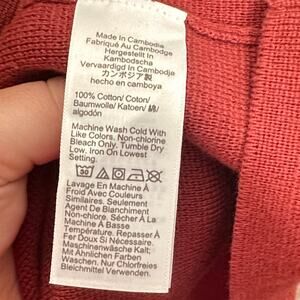 Made In Cambodia
Fabriqué Au Cambodge
Hergestellt In
Kambodscha
Vervaardigd In Cambodja
カンボジア製
hecho en camboya
100% Cotton/ Coton/
Baumwolle/ Katoen/ 綿/
algodón
Machine Wash Cold With
Like Colors. Non-chlorine
Bleach Only. Tumble Dry
Low. Iron On Lowest
Setting.
Lavage En Machine À
Froid Avec Couleurs
Similaires. Seulement
Agent De Blanchiment
Non-chlore. Sécher À La
Machine À Basse
Température. Repasser À
Fer Doux Si Nécessaire.
Maschinenwäsche Kalt;
Mit Ähnlichen Farben
Waschen. Nur Chlorfreies
Bleichmittel Verwenden.